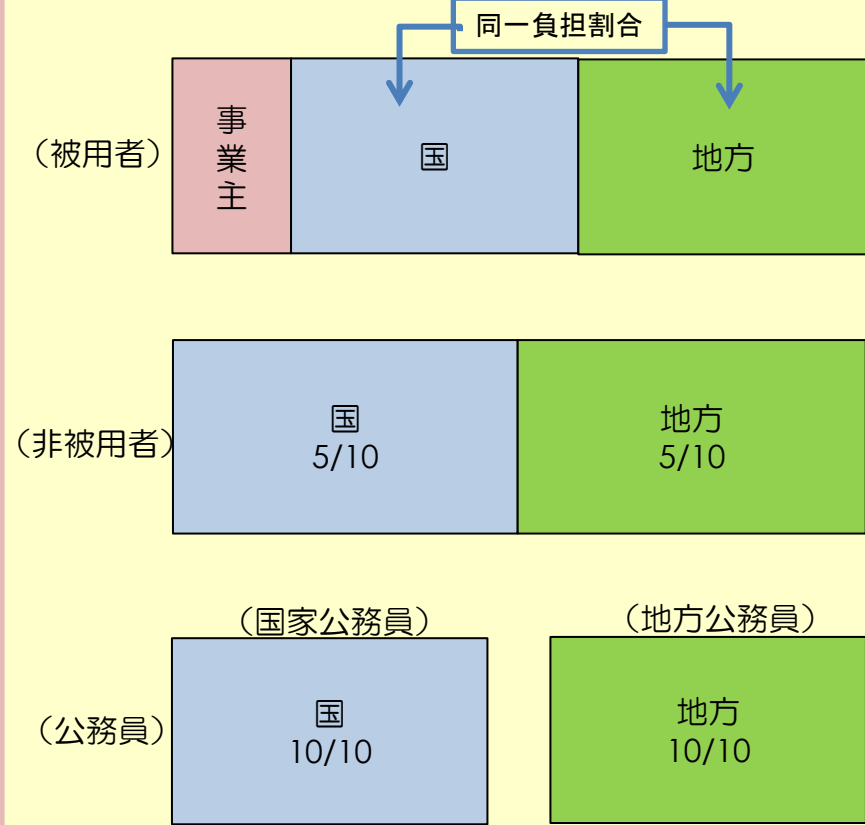 同一負担割合
（被用者）
事業主
国
地方
（非被用者）
国
5/10
地方
5/10
（国家公務員）
（地方公務員）
（公務員）
国
10/10
地方
10/10